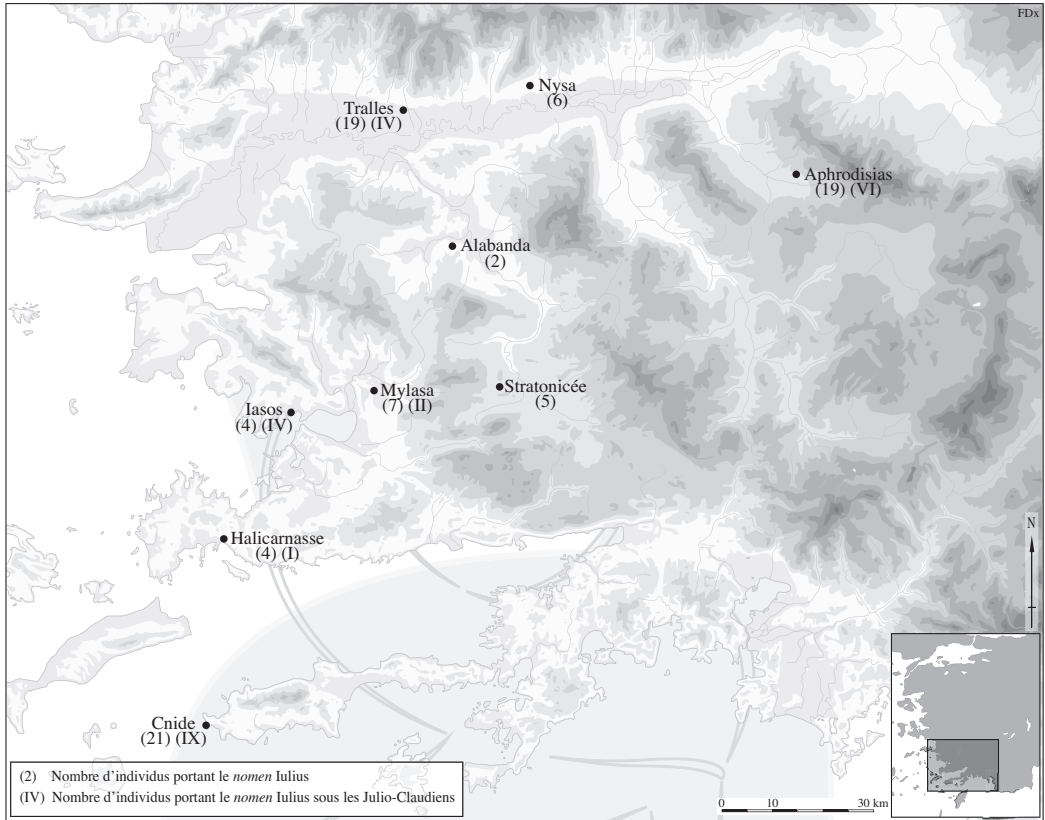 FDx
Nysa
(6)
Tralles
(19) (IV)
Aphrodisias
(19) (VI)
Alabanda
(2)
Mylasa
(7) (II)
Stratonicée
(5)
Iasos
(4) (IV)
Halicarnasse
(4) (I)
N
Cnide
(21) (IX)
(2) Nombre d'individus portant le nomen Iulius
(IV) Nombre d'individus portant le nomen Iulius sous les Julio-Claudiens
0 10 20 30 km